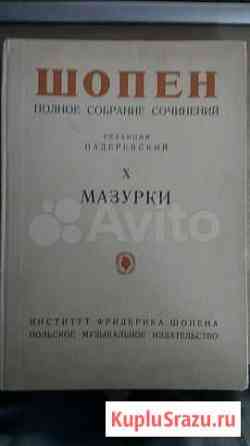 ШОПЕН
ПОЛНОЕ СОБРАНИЕ СОЧИНЕНИЙ
РЕДАКЦИЯ
ПАДЕРЕВСКИЙ
X
МАЗУРКИ
Avito
ИНСТИТУТ ФРИДЕРИКА ШОПЕНА
ПОЛЬСКОЕ МУЗЫКАЛЬНОЕ ИЗДАТЕЛЬСТВО
KupluSrazu.ru